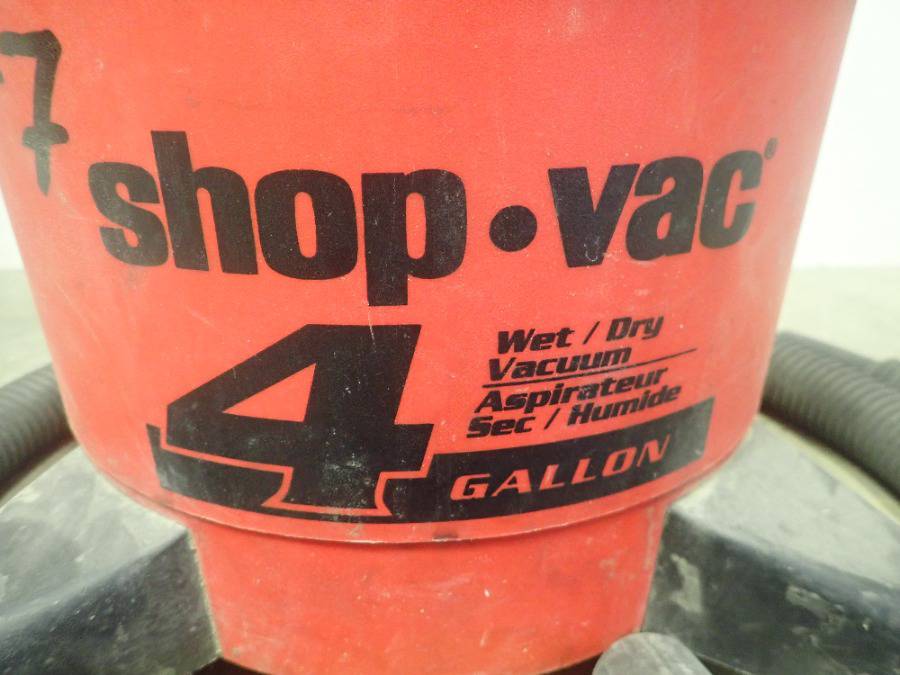 7
shop•vac®
4
Wet / Dry
Vacuum
Aspirateur
Sec / Humide
GALLON